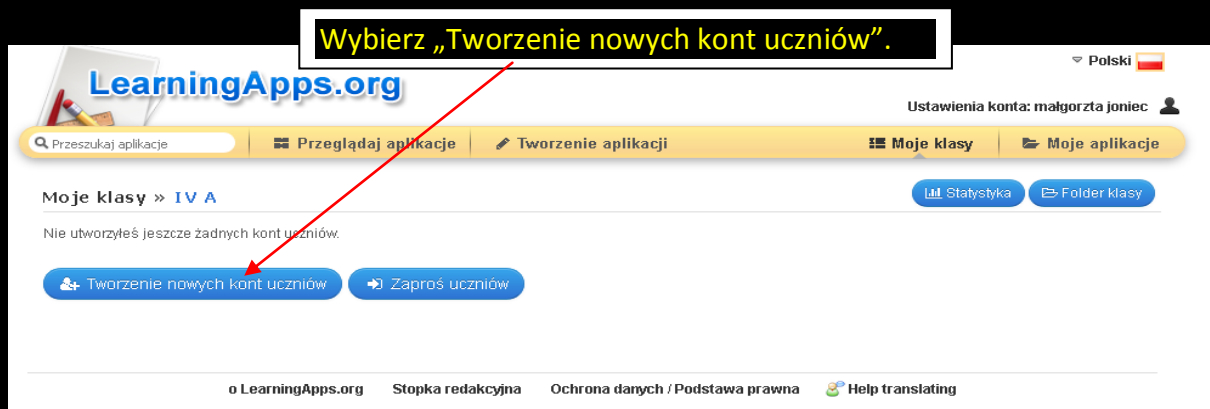 Wybierz „Tworzenie nowych kont uczniów”.
LearningApps.org
Polski
Ustawienia konta: małgorzta joniec
Przeszukaj aplikacje
Przeglądaj aplikacje
Tworzenie aplikacji
Moje klasy
Moje aplikacje
Moje klasy » IV A
Statystyka
Folder klasy
Nie utworzyłeś jeszcze żadnych kont uczniów.
Tworzenie nowych kont uczniów
Zaproś uczniów
o LearningApps.org
Stopka redakcyjna
Ochrona danych / Podstawa prawna
Help translating